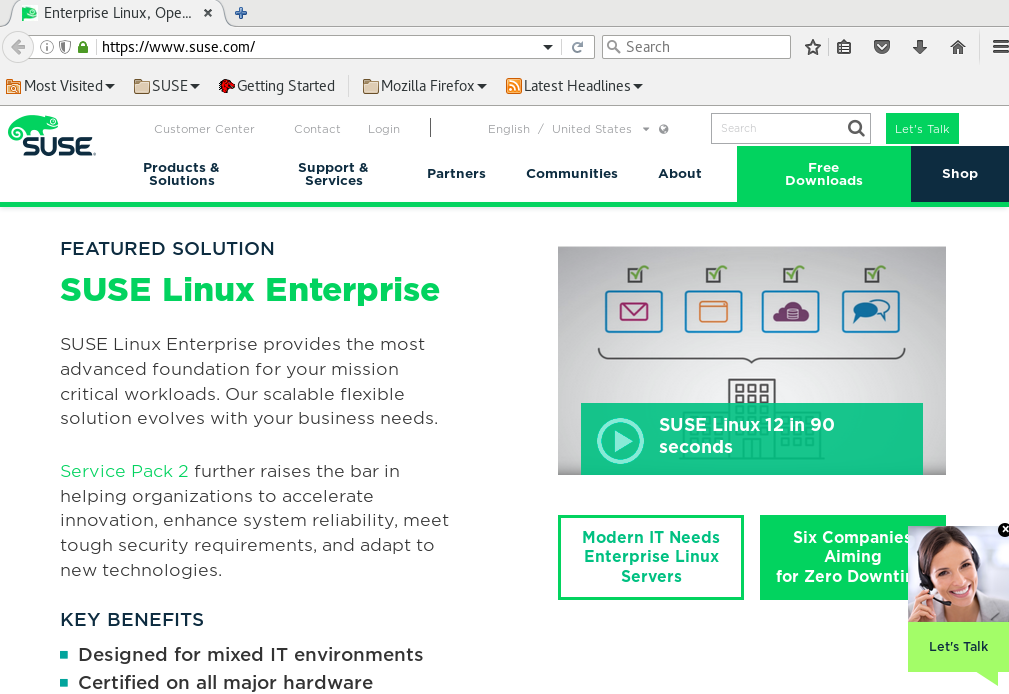 Enterprise Linux, Ope...
https://www.suse.com/
Search
Most Visited
SUSE
Getting Started
Mozilla Firefox
Latest Headlines
SUSE
Customer Center
Contact
Login
English / United States
Search
Let's Talk
Products &
Solutions
Support &
Services
Partners
Communities
About
Free
Downloads
Shop
FEATURED SOLUTION
SUSE Linux Enterprise
SUSE Linux Enterprise provides the most
advanced foundation for your mission
critical workloads. Our scalable flexible
solution evolves with your business needs.
Service Pack 2 further raises the bar in
helping organizations to accelerate
innovation, enhance system reliability, meet
tough security requirements, and adapt to
new technologies.
KEY BENEFITS
Designed for mixed IT environments
Certified on all major hardware
SUSE Linux 12 in 90
seconds
Modern IT Needs
Enterprise Linux
Servers
Six Companies
Aiming
for Zero
Let's Talk